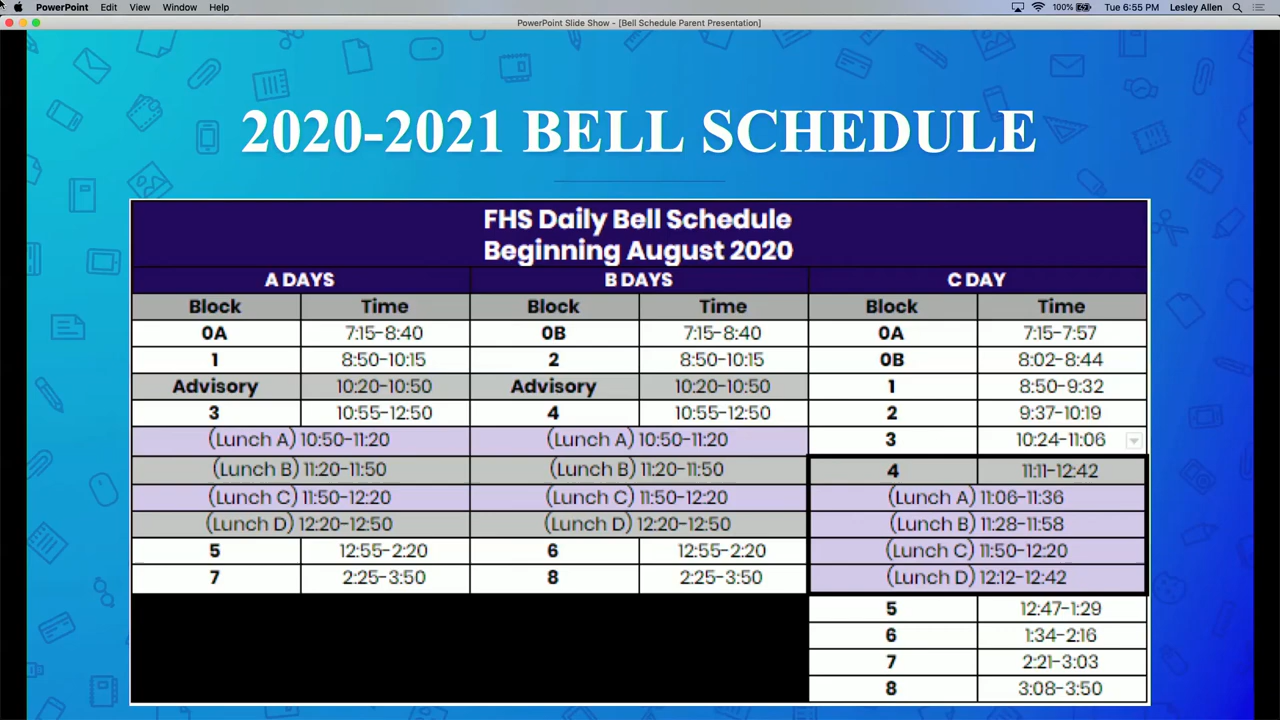 PowerPoint Edit View Window Help 100% Tue 6:55 PM Lesley Allen
PowerPoint Slide Show - [Bell Schedule Parent Presentation]
2020-2021 BELL SCHEDULE
FHS Daily Bell Schedule
Beginning August 2020
A DAYS B DAYS C DAY
Block Time Block Time Block Time
0A 7:15-8:40 0B 7:15-8:40 0A 7:15-7:57
1 8:50-10:15 2 8:50-10:15 0B 8:02-8:44
Advisory 10:20-10:50 Advisory 10:20-10:50 1 8:50-9:32
3 10:55-12:50 4 10:55-12:50 2 9:37-10:19
(Lunch A) 10:50-11:20 (Lunch A) 10:50-11:20 3 10:24-11:06
(Lunch B) 11:20-11:50 (Lunch B) 11:20-11:50 4 11:11-12:42
(Lunch C) 11:50-12:20 (Lunch C) 11:50-12:20 (Lunch A) 11:06-11:36
(Lunch D) 12:20-12:50 (Lunch D) 12:20-12:50 (Lunch B) 11:28-11:58
5 12:55-2:20 6 12:55-2:20 (Lunch C) 11:50-12:20
7 2:25-3:50 8 2:25-3:50 (Lunch D) 12:12-12:42
5 12:47-1:29
6 1:34-2:16
7 2:21-3:03
8 3:08-3:50